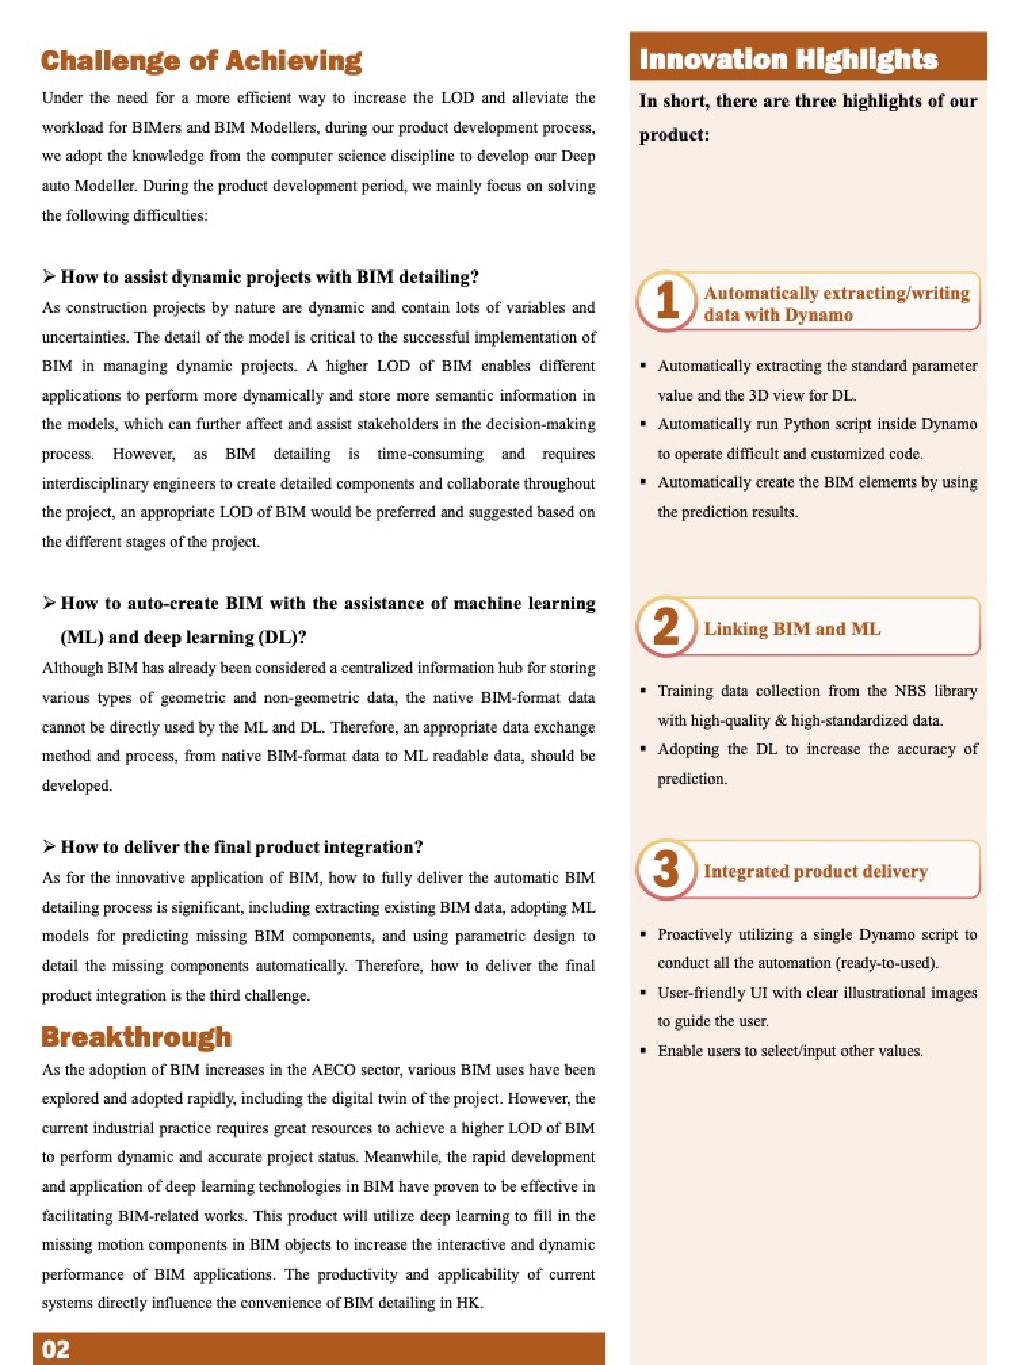 Challenge of Achieving
Under the need for a more efficient way to increase the LOD and alleviate the
workload for BIMers and BIM Modellers, during our product development process,
we adopt the knowledge from the computer science discipline to develop our Deep
auto Modeller. During the product development period, we mainly focus on solving
the following difficulties:
➢ How to assist dynamic projects with BIM detailing?
As construction projects by nature are dynamic and contain lots of variables and
uncertainties. The detail of the model is critical to the successful implementation of
BIM in managing dynamic projects. A higher LOD of BIM enables different
applications to perform more dynamically and store more semantic information in
the models, which can further affect and assist stakeholders in the decision-making
process. However, as BIM detailing is time-consuming and requires
interdisciplinary engineers to create detailed components and collaborate throughout
the project, an appropriate LOD of BIM would be preferred and suggested based on
the different stages of the project.
➢ How to auto-create BIM with the assistance of machine learning
(ML) and deep learning (DL)?
Although BIM has already been considered a centralized information hub for storing
various types of geometric and non-geometric data, the native BIM-format data
cannot be directly used by the ML and DL. Therefore, an appropriate data exchange
method and process, from native BIM-format data to ML readable data, should be
developed.
➢ How to deliver the final product integration?
As for the innovative application of BIM, how to fully deliver the automatic BIM
detailing process is significant, including extracting existing BIM data, adopting ML
models for predicting missing BIM components, and using parametric design to
detail the missing components automatically. Therefore, how to deliver the final
product integration is the third challenge.
Breakthrough
As the adoption of BIM increases in the AECO sector, various BIM uses have been
explored and adopted rapidly, including the digital twin of the project. However, the
current industrial practice requires great resources to achieve a higher LOD of BIM
to perform dynamic and accurate project status. Meanwhile, the rapid development
and application of deep learning technologies in BIM have proven to be effective in
facilitating BIM-related works. This product will utilize deep learning to fill in the
missing motion components in BIM objects to increase the interactive and dynamic
performance of BIM applications. The productivity and applicability of current
systems directly influence the convenience of BIM detailing in HK.
02
Innovation Highlights
In short, there are three highlights of our
product:
1
Automatically extracting/writing
data with Dynamo
▪ Automatically extracting the standard parameter
value and the 3D view for DL.
▪ Automatically run Python script inside Dynamo
to operate difficult and customized code.
▪ Automatically create the BIM elements by using
the prediction results.
2
Linking BIM and ML
▪ Training data collection from the NBS library
with high-quality & high-standardized data.
▪ Adopting the DL to increase the accuracy of
prediction.
3
Integrated product delivery
▪ Proactively utilizing a single Dynamo script to
conduct all the automation (ready-to-used).
▪ User-friendly UI with clear illustrational images
to guide the user.
▪ Enable users to select/input other values.